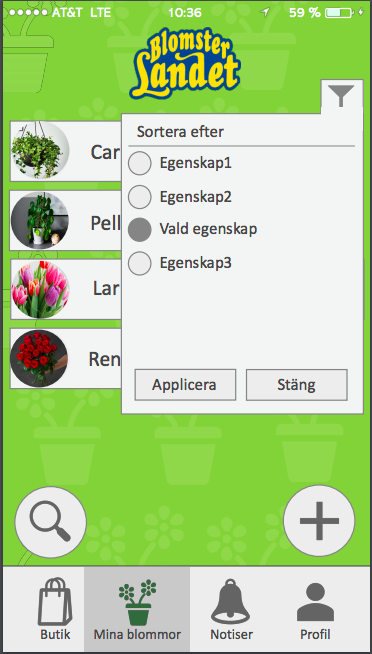 AT&T LTE 10:36 59 %
Blomster
Landet
Sortera efter
Car
Egenskap1
Egenskap2
Pell
Vald egenskap
Egenskap3
Lar
Ren
Applicera Stäng
Butik Mina blommor Notiser Profil